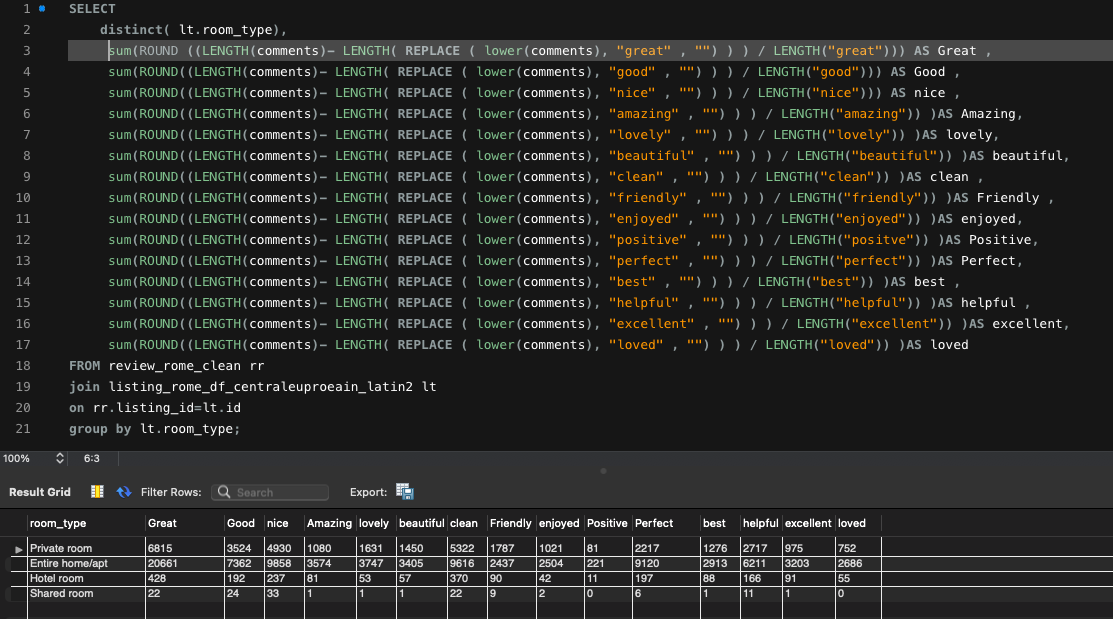 1 SELECT
2 distinct( lt.room_type),
3 sum(ROUND ((LENGTH(comments)- LENGTH( REPLACE ( lower(comments), "great" , "") ) ) / LENGTH("great"))) AS Great ,
4 sum(ROUND((LENGTH(comments)- LENGTH( REPLACE ( lower(comments), "good" , "") ) ) / LENGTH("good"))) AS Good ,
5 sum(ROUND((LENGTH(comments)- LENGTH( REPLACE ( lower(comments), "nice" , "") ) ) / LENGTH("nice"))) AS nice ,
6 sum(ROUND((LENGTH(comments)- LENGTH( REPLACE ( lower(comments), "amazing" , "") ) ) / LENGTH("amazing")) )AS Amazing,
7 sum(ROUND((LENGTH(comments)- LENGTH( REPLACE ( lower(comments), "lovely" , "") ) ) / LENGTH("lovely")) )AS lovely,
8 sum(ROUND((LENGTH(comments)- LENGTH( REPLACE ( lower(comments), "beautiful" , "") ) ) / LENGTH("beautiful")) )AS beautiful,
9 sum(ROUND((LENGTH(comments)- LENGTH( REPLACE ( lower(comments), "clean" , "") ) ) / LENGTH("clean")) )AS clean ,
10 sum(ROUND((LENGTH(comments)- LENGTH( REPLACE ( lower(comments), "friendly" , "") ) ) / LENGTH("friendly")) )AS Friendly ,
11 sum(ROUND((LENGTH(comments)- LENGTH( REPLACE ( lower(comments), "enjoyed" , "") ) ) / LENGTH("enjoyed")) )AS enjoyed,
12 sum(ROUND((LENGTH(comments)- LENGTH( REPLACE ( lower(comments), "positive" , "") ) ) / LENGTH("positve")) )AS Positive,
13 sum(ROUND((LENGTH(comments)- LENGTH( REPLACE ( lower(comments), "perfect" , "") ) ) / LENGTH("perfect")) )AS Perfect,
14 sum(ROUND((LENGTH(comments)- LENGTH( REPLACE ( lower(comments), "best" , "") ) ) / LENGTH("best")) )AS best ,
15 sum(ROUND((LENGTH(comments)- LENGTH( REPLACE ( lower(comments), "helpful" , "") ) ) / LENGTH("helpful")) )AS helpful ,
16 sum(ROUND((LENGTH(comments)- LENGTH( REPLACE ( lower(comments), "excellent" , "") ) ) / LENGTH("excellent")) )AS excellent,
17 sum(ROUND((LENGTH(comments)- LENGTH( REPLACE ( lower(comments), "loved" , "") ) ) / LENGTH("loved")) )AS loved
18 FROM review_rome_clean rr
19 join listing_rome_df_centraleuproeain_latin2 lt
20 on rr.listing_id=lt.id
21 group by lt.room_type;
100% 6:3
Result Grid Filter Rows: Search Export:
room_type Great Good nice Amazing lovely beautiful clean Friendly enjoyed Positive Perfect best helpful excellent loved
Private room 6815 3524 4930 1080 1631 1450 5322 1787 1021 81 2217 1276 2717 975 752
Entire home/apt 20661 7362 9858 3574 3747 3405 9616 2437 2504 221 9120 2913 6211 3203 2686
Hotel room 428 192 237 81 53 57 370 90 42 11 197 88 166 91 55
Shared room 22 24 33 1 1 1 22 9 2 0 6 1 11 1 0